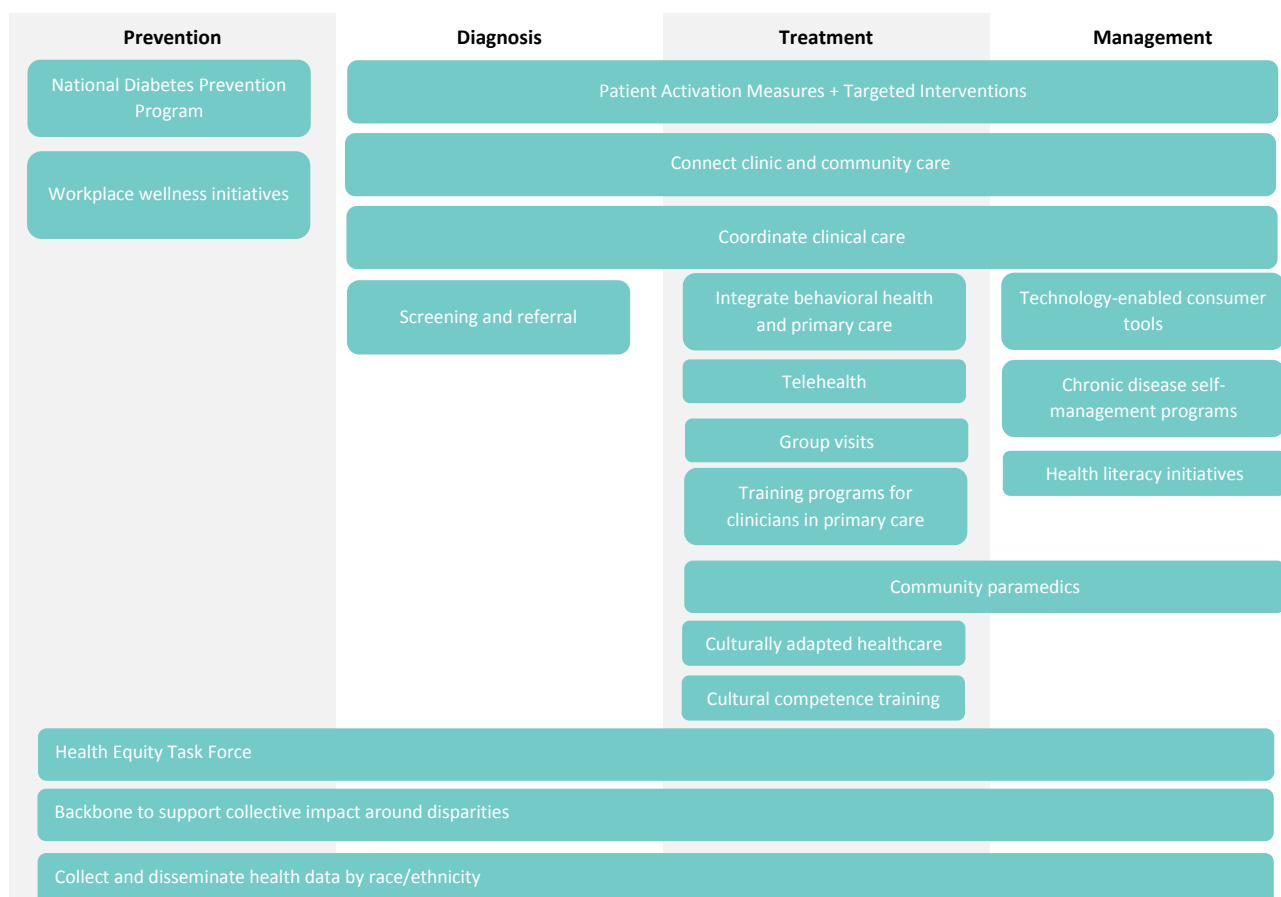 Prevention
Diagnosis
Treatment
Management
National Diabetes Prevention
Program
Patient Activation Measures + Targeted Interventions
Workplace wellness initiatives
Connect clinic and community care
Coordinate clinical care
Screening and referral
Integrate behavioral health
and primary care
Technology-enabled consumer
tools
Telehealth
Chronic disease self-
management programs
Group visits
Health literacy initiatives
Training programs for
clinicians in primary care
Community paramedics
Culturally adapted healthcare
Cultural competence training
Health Equity Task Force
Backbone to support collective impact around disparities
Collect and disseminate health data by race/ethnicity